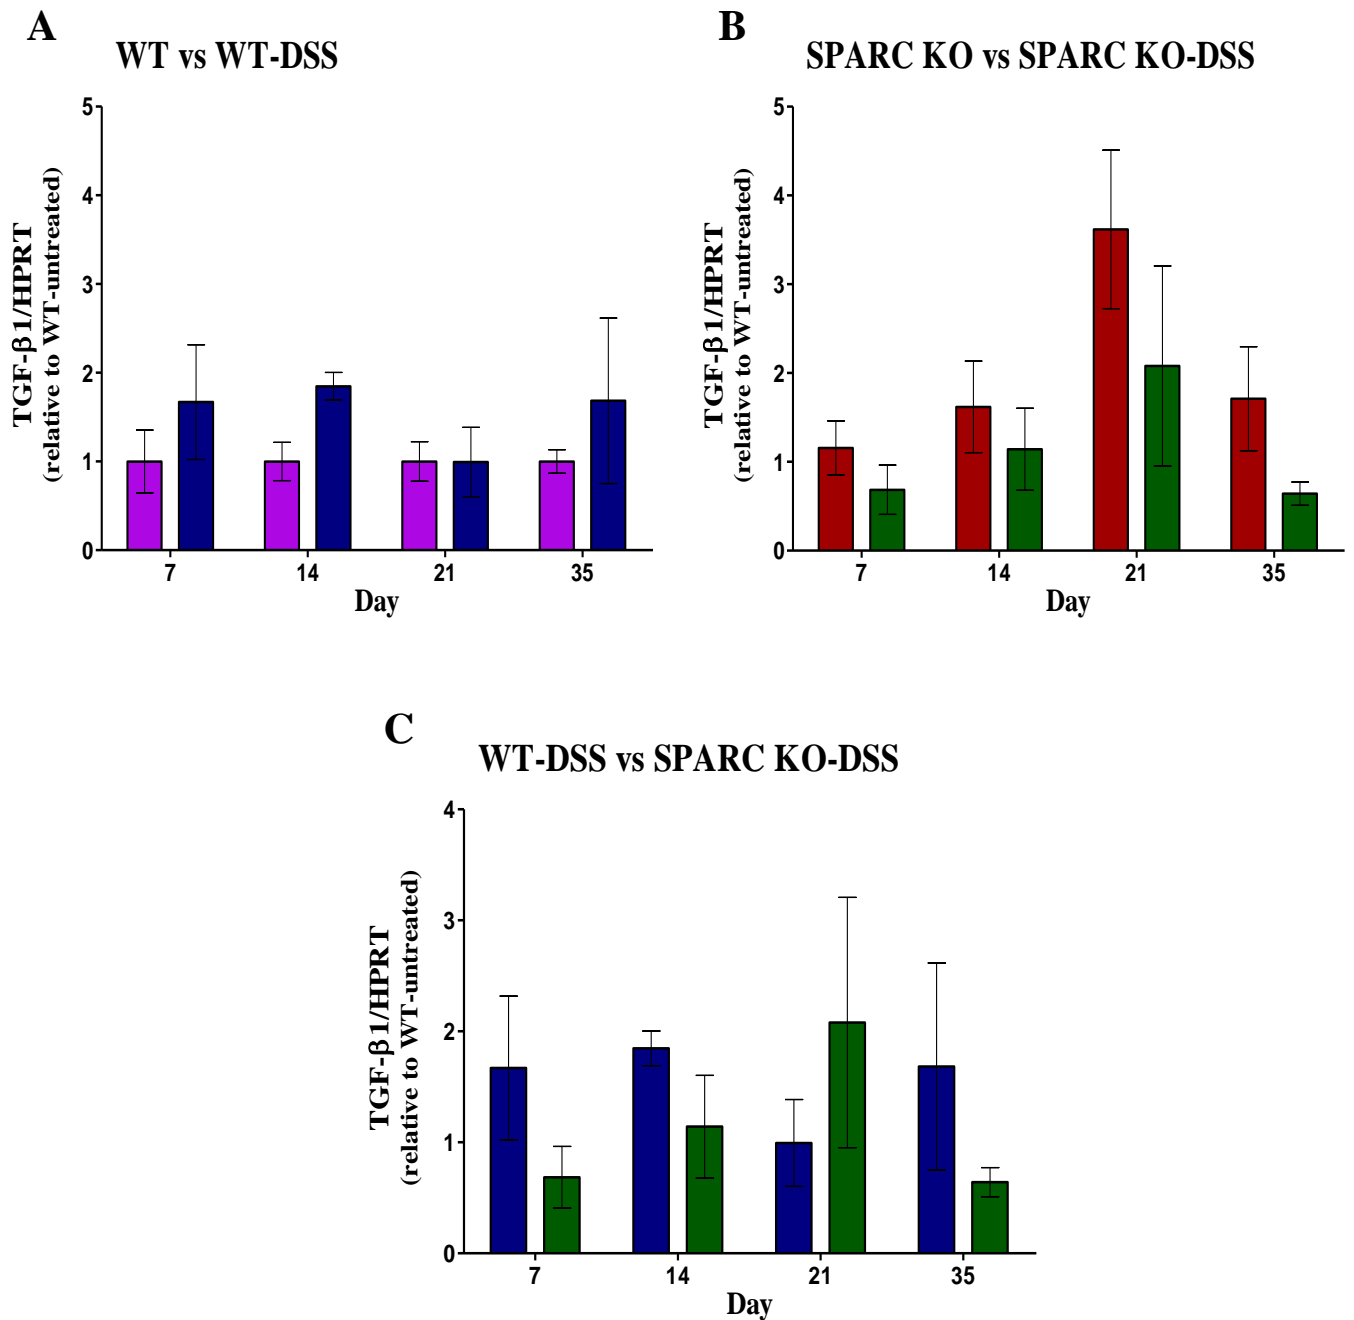 A
WT vs WT-DSS
TGF-β1/HPRT
(relative to WT-untreated)
5
4
3
2
1
0
7 14 21 35
Day
B
SPARC KO vs SPARC KO-DSS
TGF-β1/HPRT
(relative to WT-untreated)
5
4
3
2
1
0
7 14 21 35
Day
C
WT-DSS vs SPARC KO-DSS
TGF-β1/HPRT
(relative to WT-untreated)
4
3
2
1
0
7 14 21 35
Day